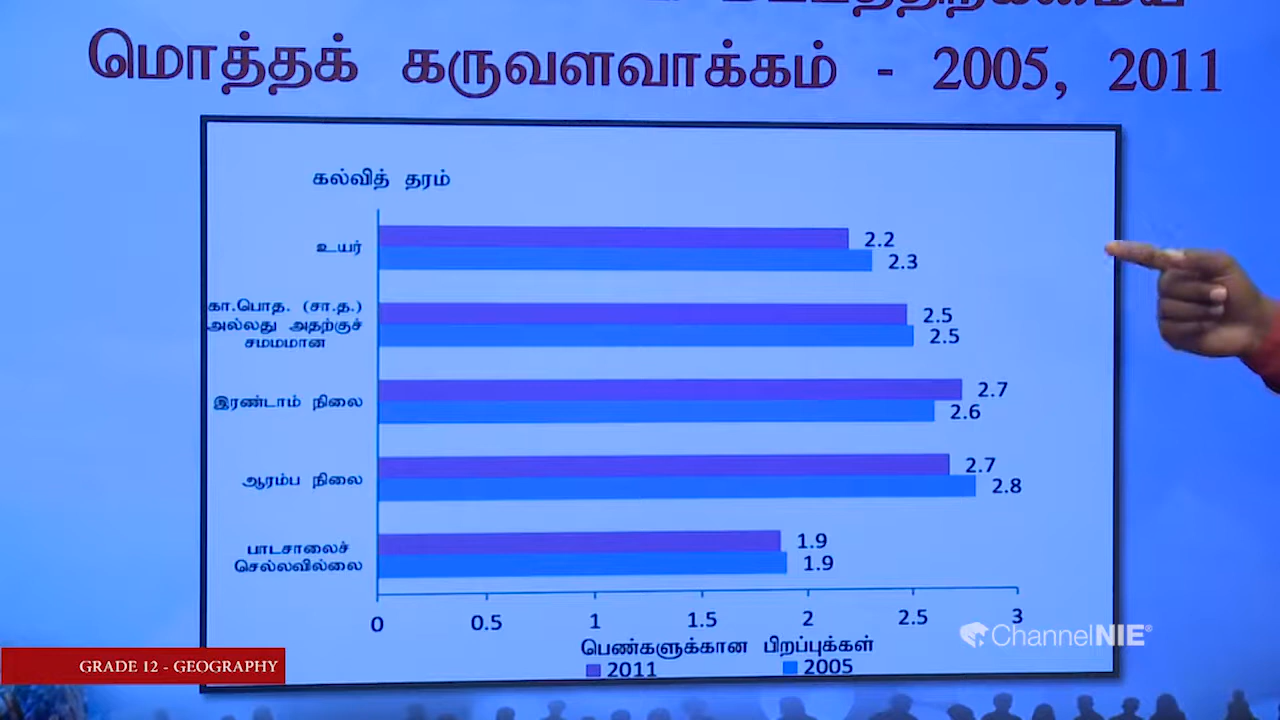 மொத்தக் கருவளவாக்கம் - 2005, 2011
கல்வித் தரம்
உயர்
2.2
2.3
கா.பொத. (சா.த.)
அல்லது அதற்குச்
சமமமான
2.5
2.5
இரண்டாம் நிலை
2.7
2.6
ஆரம்ப நிலை
2.7
2.8
பாடசாலைச்
செல்லவில்லை
1.9
1.9
0 0.5 1 1.5 2 2.5 3
பெண்களுக்கான பிறப்புக்கள்
2011 2005
ChannelNIE®
GRADE 12 - GEOGRAPHY